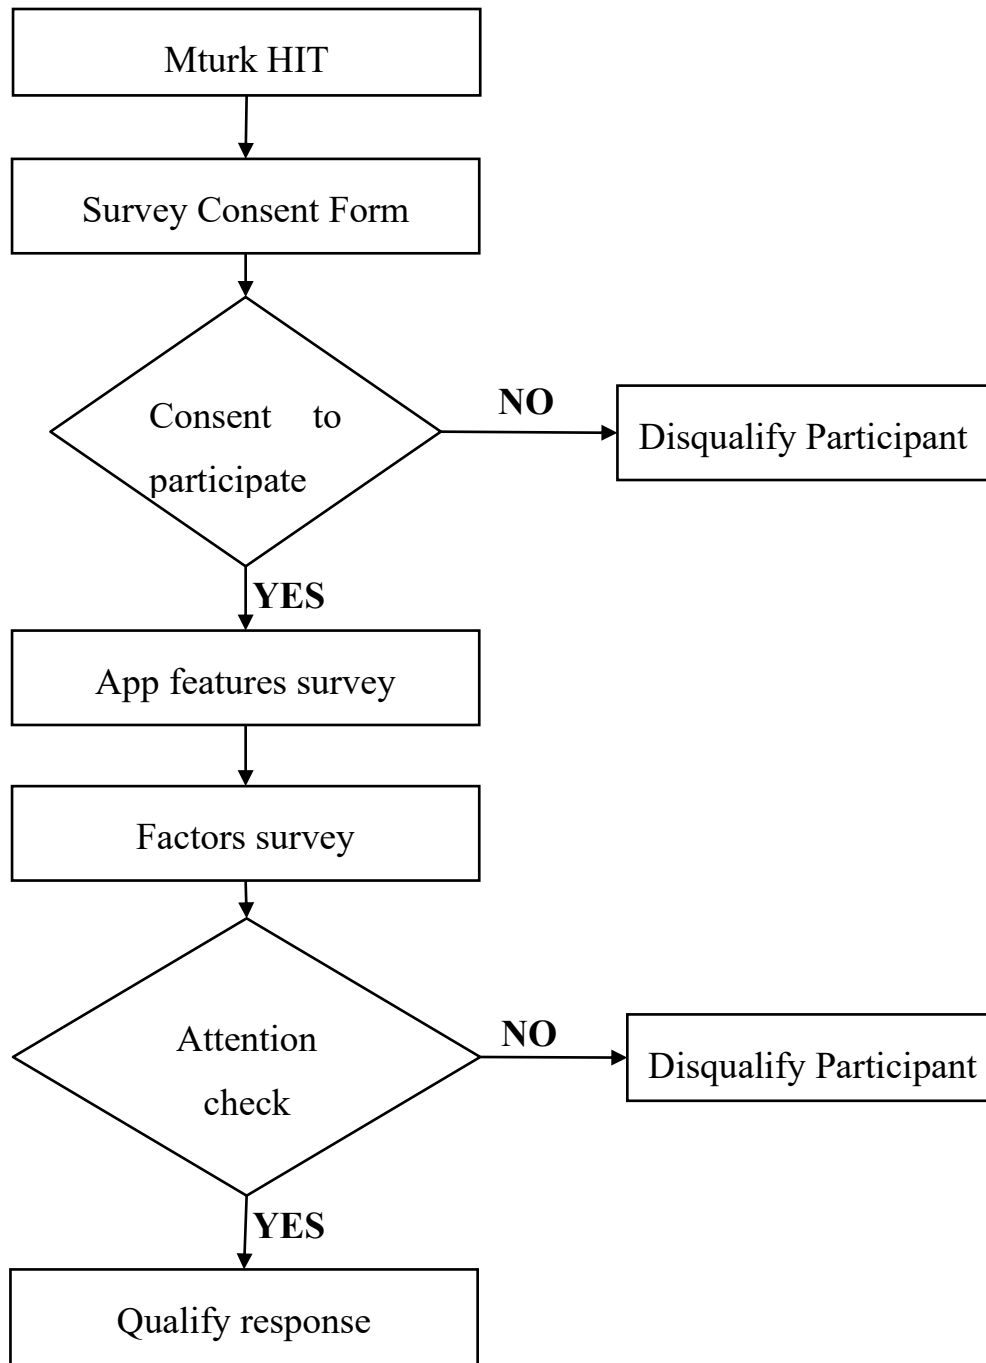 Mturk HIT
Survey Consent Form
Consent to
participate
NO
Disqualify Participant
YES
App features survey
Factors survey
Attention
check
NO
Disqualify Participant
YES
Qualify response